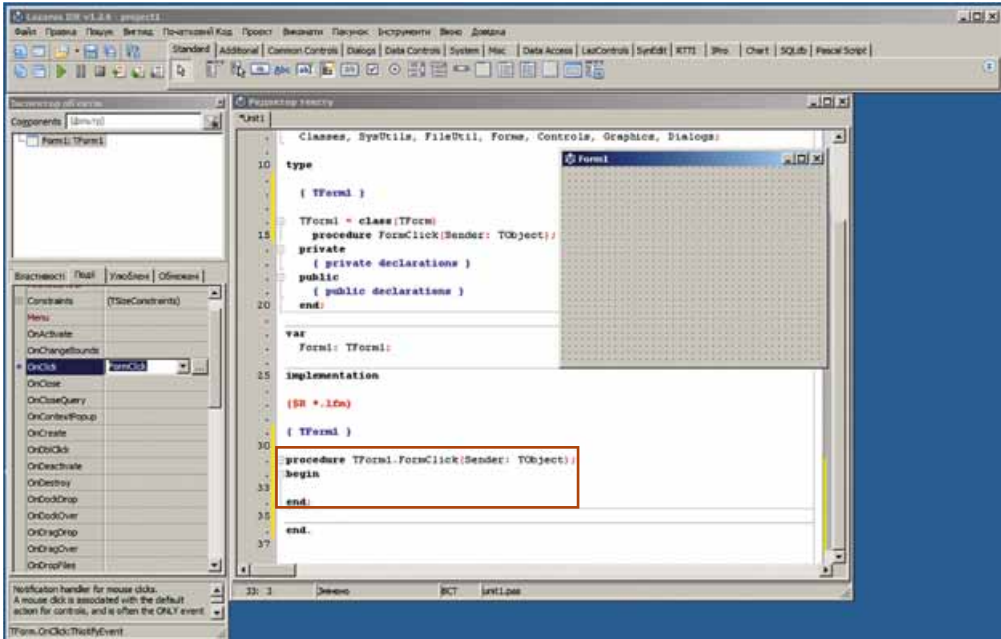 Lazarus IDE v1.2.6 - project1
Файл Правка Пошук Вигляд Початковий Код Проект Виконати Пакунок Інструменти Вікно Довідка
Standard Additional Common Controls Dialogs Data Controls System Misc Data Access LazControls SynEdit RTTI IPro Chart SQLdb Pascal Script
Інспектор об'єктів
Components (фільтр)
Form1: TForm1
Властивості Події Улюблені Обмежені
Constraints (TSizeConstraints)
Menu
OnActivate
OnChangeBounds
OnClick FormClick
OnClose
OnCloseQuery
OnContextPopup
OnCreate
OnDblClick
OnDeactivate
OnDestroy
OnDockDrop
OnDockOver
OnDragDrop
OnDragOver
OnDropFiles
Notification handler for mouse clicks.
A mouse click is associated with the default
action for controls, and is often the ONLY event
TForm.OnClick:TNotifyEvent
Редактор тексту
*Unit1
Classes, SysUtils, FileUtil, Forms, Controls, Graphics, Dialogs;
10 type
{ TForm1 }
TForm1 = class(TForm)
15 procedure FormClick(Sender: TObject);
private
{ private declarations }
public
{ public declarations }
20 end;
var
Form1: TForm1;
25 implementation
{$R *.lfm}
{ TForm1 }
30
procedure TForm1.FormClick(Sender: TObject);
begin
33
end;
35
end.
37
33: 3 Змінено ВСТ unit1.pas
Form1